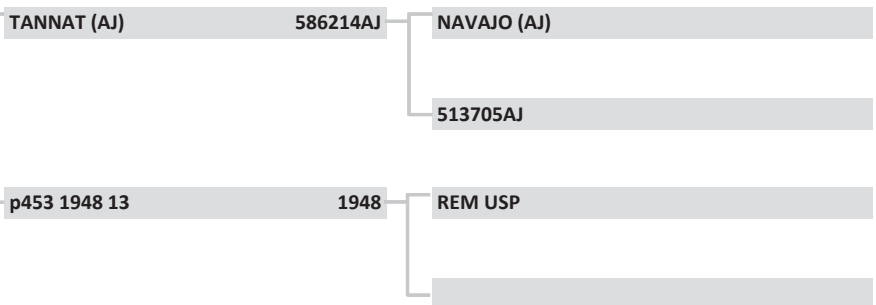 TANNAT (AJ) 586214AJ NAVAJO (AJ)
513705AJ
p453 1948 13 1948 REM USP